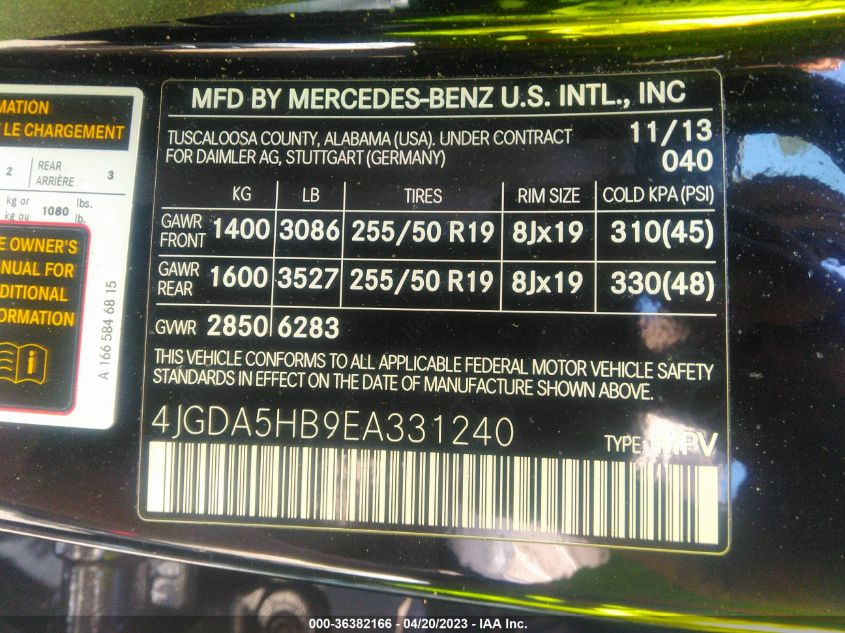 MFD BY MERCEDES-BENZ U.S. INTL., INC
TUSCALOOSA COUNTY, ALABAMA (USA). UNDER CONTRACT
FOR DAIMLER AG, STUTTGART (GERMANY)
11/13
040
KG LB TIRES RIM SIZE COLD KPA (PSI)
GAWR FRONT 1400 3086 255/50 R19 8Jx19 310(45)
GAWR REAR 1600 3527 255/50 R19 8Jx19 330(48)
GVWR 2850 6283
THIS VEHICLE CONFORMS TO ALL APPLICABLE FEDERAL MOTOR VEHICLE SAFETY
STANDARDS IN EFFECT ON THE DATE OF MANUFACTURE SHOWN ABOVE.
4JGDA5HB9EA331240
TYPE: MPV
MATION
LE CHARGEMENT
2 REAR ARRIÈRE 3
kg or kg ou 1080 lbs. lb.
E OWNER'S
NUAL FOR
DDITIONAL
FORMATION
A 166 584 68 15
000-36382166 - 04/20/2023 - IAA Inc.